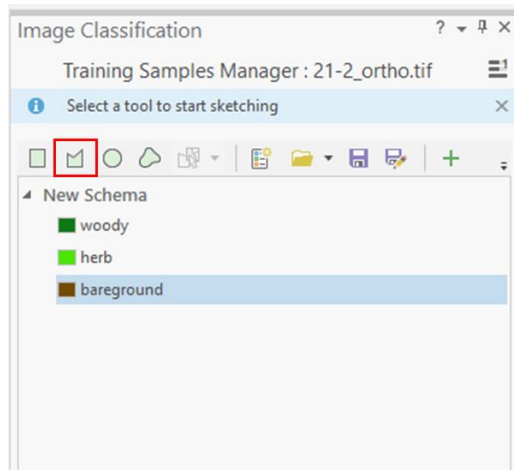 Image Classification
Training Samples Manager : 21-2_ortho.tif
Select a tool to start sketching
New Schema
woody
herb
bareground